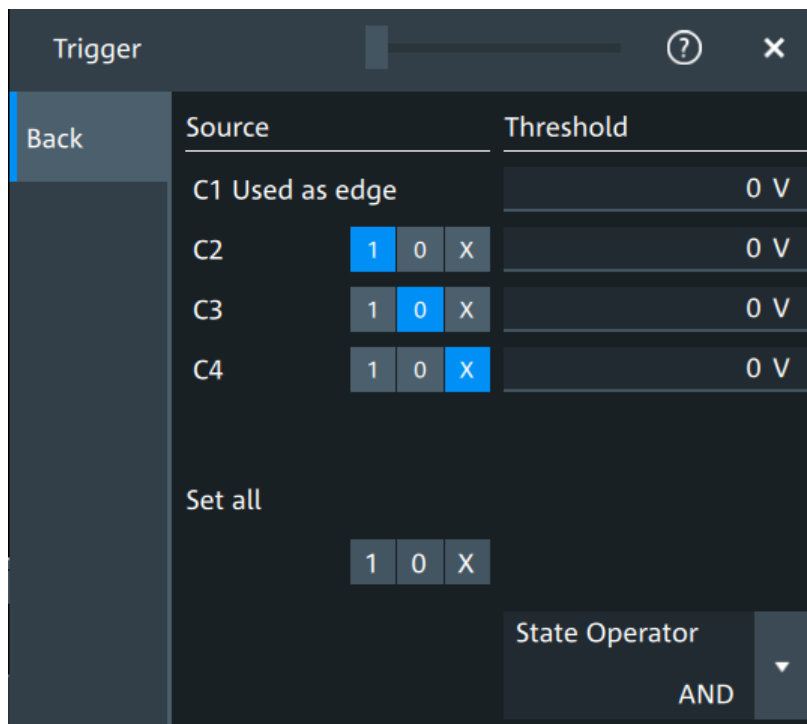 Trigger ? ×
Back Source Threshold
C1 Used as edge 0 V
C2 1 0 X 0 V
C3 1 0 X 0 V
C4 1 0 X 0 V
Set all
1 0 X
State Operator
AND